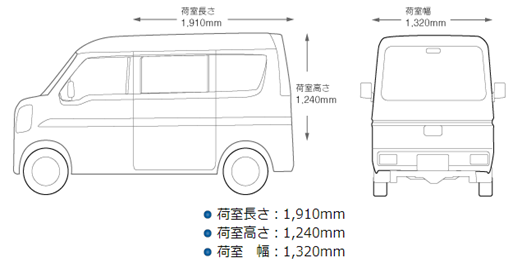 荷室長さ
1,910mm
荷室幅
1,320mm
荷室高さ
1,240mm
荷室長さ：1,910mm
荷室高さ：1,240mm
荷室　幅：1,320mm